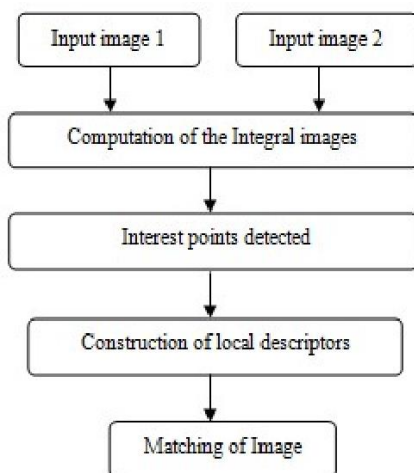 Input image 1
Input image 2
Computation of the Integral images
Interest points detected
Construction of local descriptors
Matching of Image